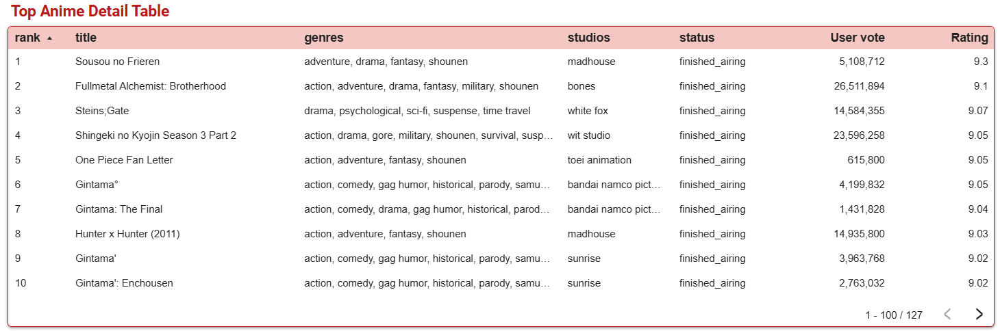 Top Anime Detail Table
rank title genres studios status User vote Rating
1 Sousou no Frieren adventure, drama, fantasy, shounen madhouse finished_airing 5,108,712 9.3
2 Fullmetal Alchemist: Brotherhood action, adventure, drama, fantasy, military, shounen bones finished_airing 26,511,894 9.1
3 Steins;Gate drama, psychological, sci-fi, suspense, time travel white fox finished_airing 14,584,355 9.07
4 Shingeki no Kyojin Season 3 Part 2 action, drama, gore, military, shounen, survival, susp… wit studio finished_airing 23,596,258 9.05
5 One Piece Fan Letter action, adventure, fantasy, shounen toei animation finished_airing 615,800 9.05
6 Gintama° action, comedy, gag humor, historical, parody, samu… bandai namco pict… finished_airing 4,199,832 9.05
7 Gintama: The Final action, comedy, drama, gag humor, historical, parod… bandai namco pict… finished_airing 1,431,828 9.04
8 Hunter x Hunter (2011) action, adventure, fantasy, shounen madhouse finished_airing 14,935,800 9.03
9 Gintama' action, comedy, gag humor, historical, parody, samu… sunrise finished_airing 3,963,768 9.02
10 Gintama': Enchousen action, comedy, gag humor, historical, parody, samu… sunrise finished_airing 2,763,032 9.02
1 - 100 / 127